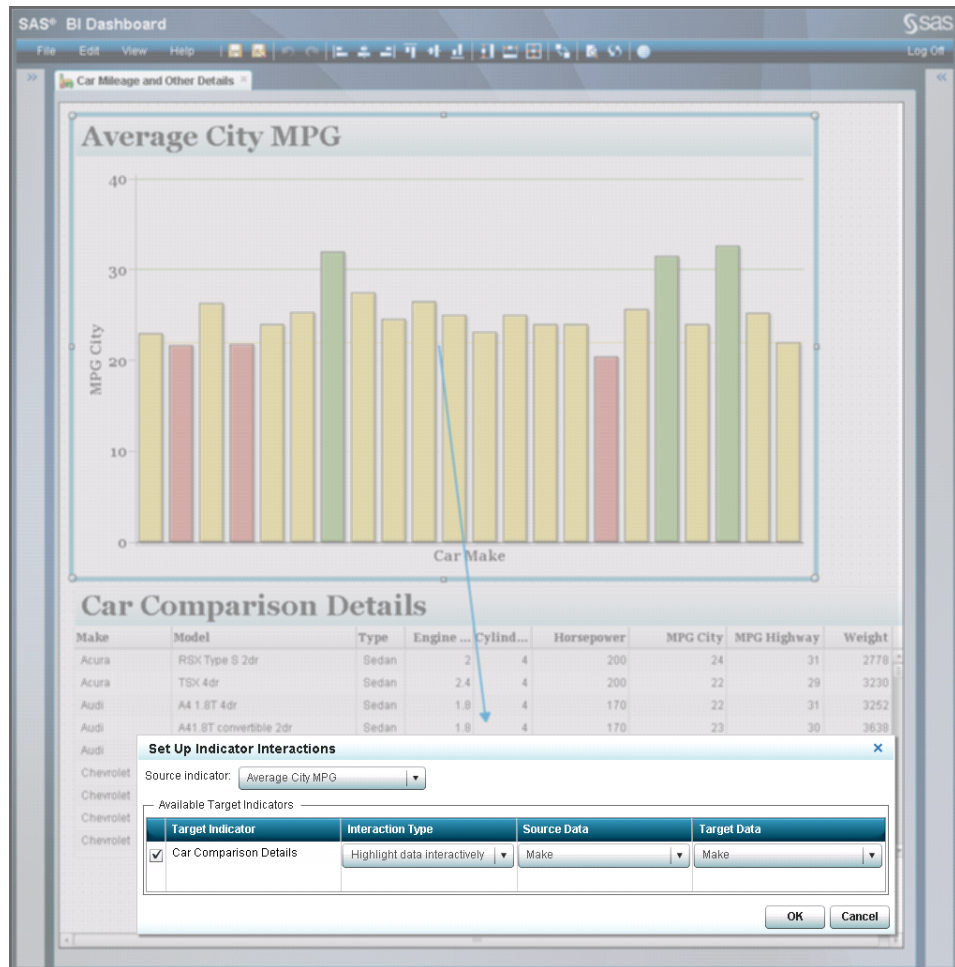 SAS® BI Dashboard
sas
File Edit View Help Log Off
Car Mileage and Other Details
Average City MPG
40
30
20
10
0
MPG City
Car Make
Car Comparison Details
Make Model Type Engine ... Cylind... Horsepower MPG City MPG Highway Weight
Acura RSX Type S 2dr Sedan 2 4 200 24 31 2778
Acura TSX 4dr Sedan 2.4 4 200 22 29 3230
Audi A4 1.8T 4dr Sedan 1.8 4 170 22 31 3252
Audi A41.8T convertible 2dr Sedan 1.8 4 170 23 30 3638
Audi
Chevrolet
Chevrolet
Chevrolet
Chevrolet
Set Up Indicator Interactions
Source indicator: Average City MPG
Available Target Indicators
Target Indicator Interaction Type Source Data Target Data
Car Comparison Details Highlight data interactively Make Make
OK Cancel